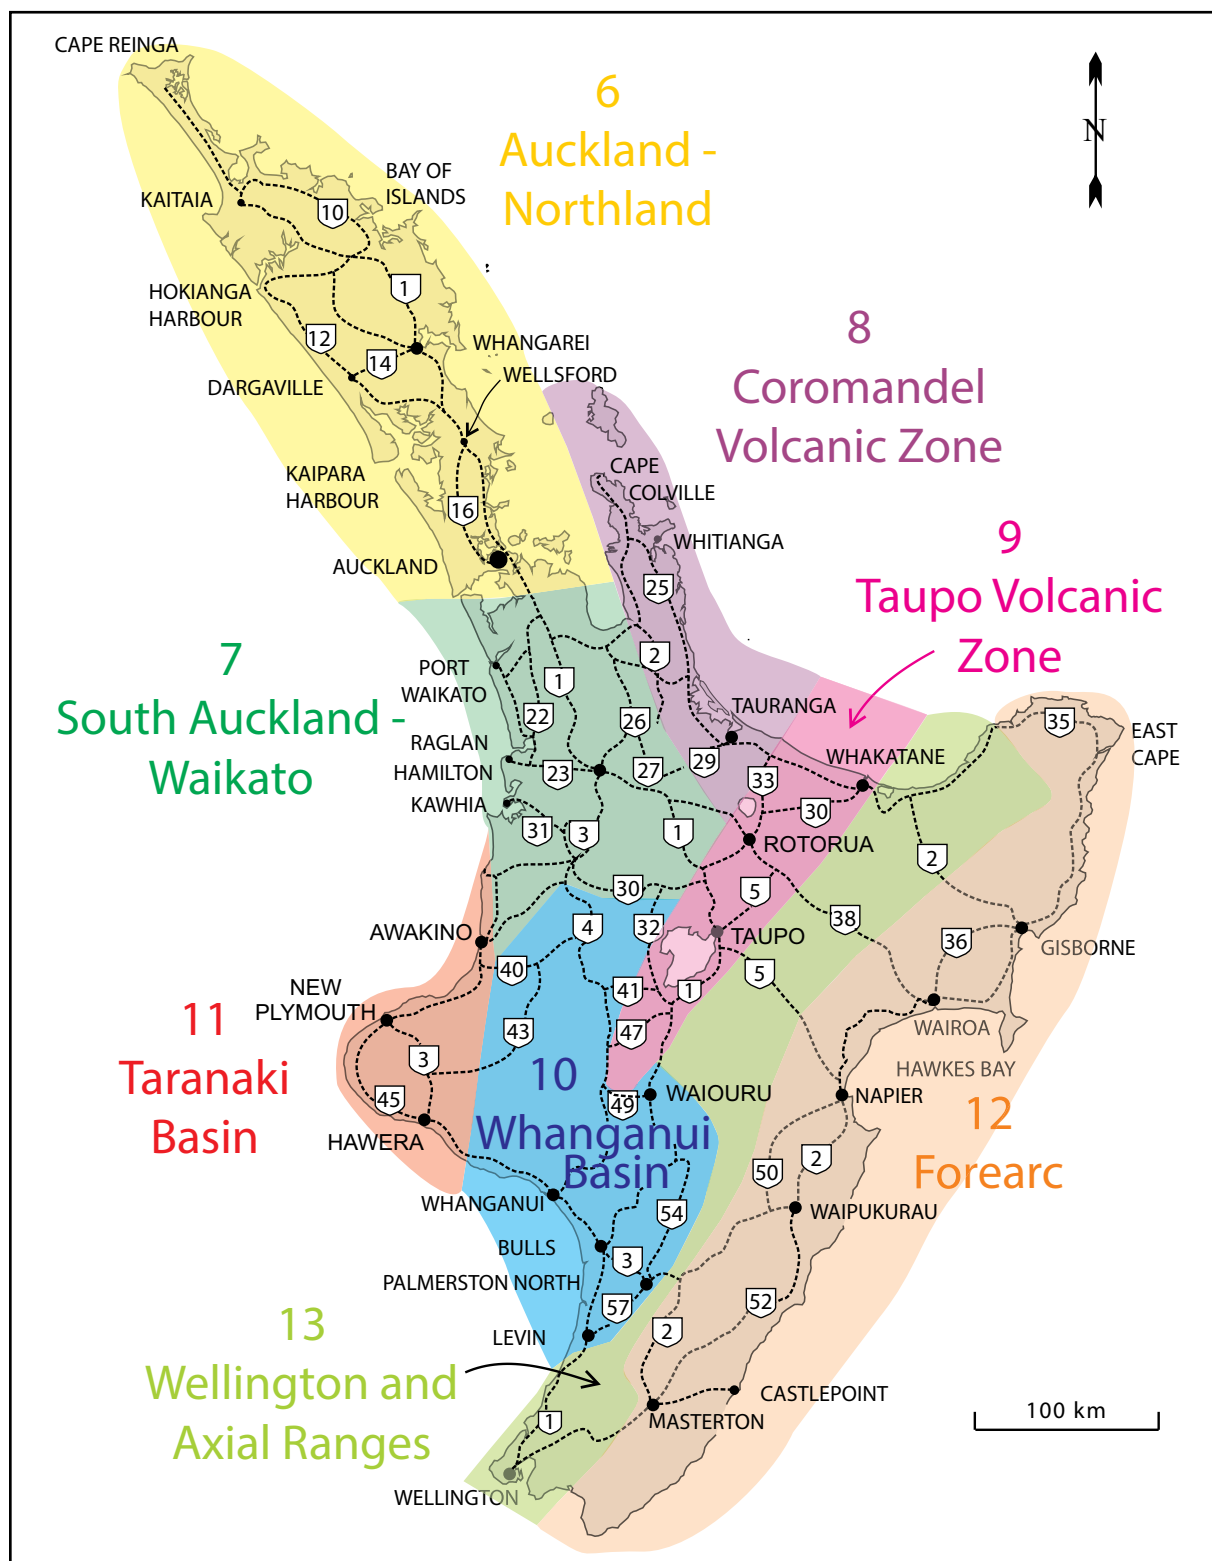 CAPE REINGA
6
Auckland -
Northland
N
BAY OF
ISLANDS
KAITAIA
10
1
HOKIANGA
HARBOUR
12
14
WHANGAREI
WELLSFORD
DARGAVILLE
8
Coromandel
Volcanic Zone
KAIPARA
HARBOUR
CAPE
COLVILLE
16
WHITIANGA
AUCKLAND
25
9
Taupo Volcanic
Zone
7
South Auckland -
Waikato
PORT
WAIKATO
1
2
22
26
TAURANGA
35
EAST
CAPE
RAGLAN
HAMILTON
23
27
29
33
WHAKATANE
KAWHIA
31
3
1
30
ROTORUA
2
30
5
38
AWAKINO
4
32
TAUPO
36
GISBORNE
40
5
NEW
PLYMOUTH
41
1
11
Taranaki
Basin
43
47
WAIROA
3
10
Whanganui
Basin
HAWKES BAY
45
49
WAIOURU
NAPIER
12
Forearc
HAWERA
50
2
WHANGANUI
54
WAIPUKURAU
BULLS
3
PALMERSTON NORTH
57
52
13
Wellington and
Axial Ranges
LEVIN
2
CASTLEPOINT
1
MASTERTON
100 km
WELLINGTON